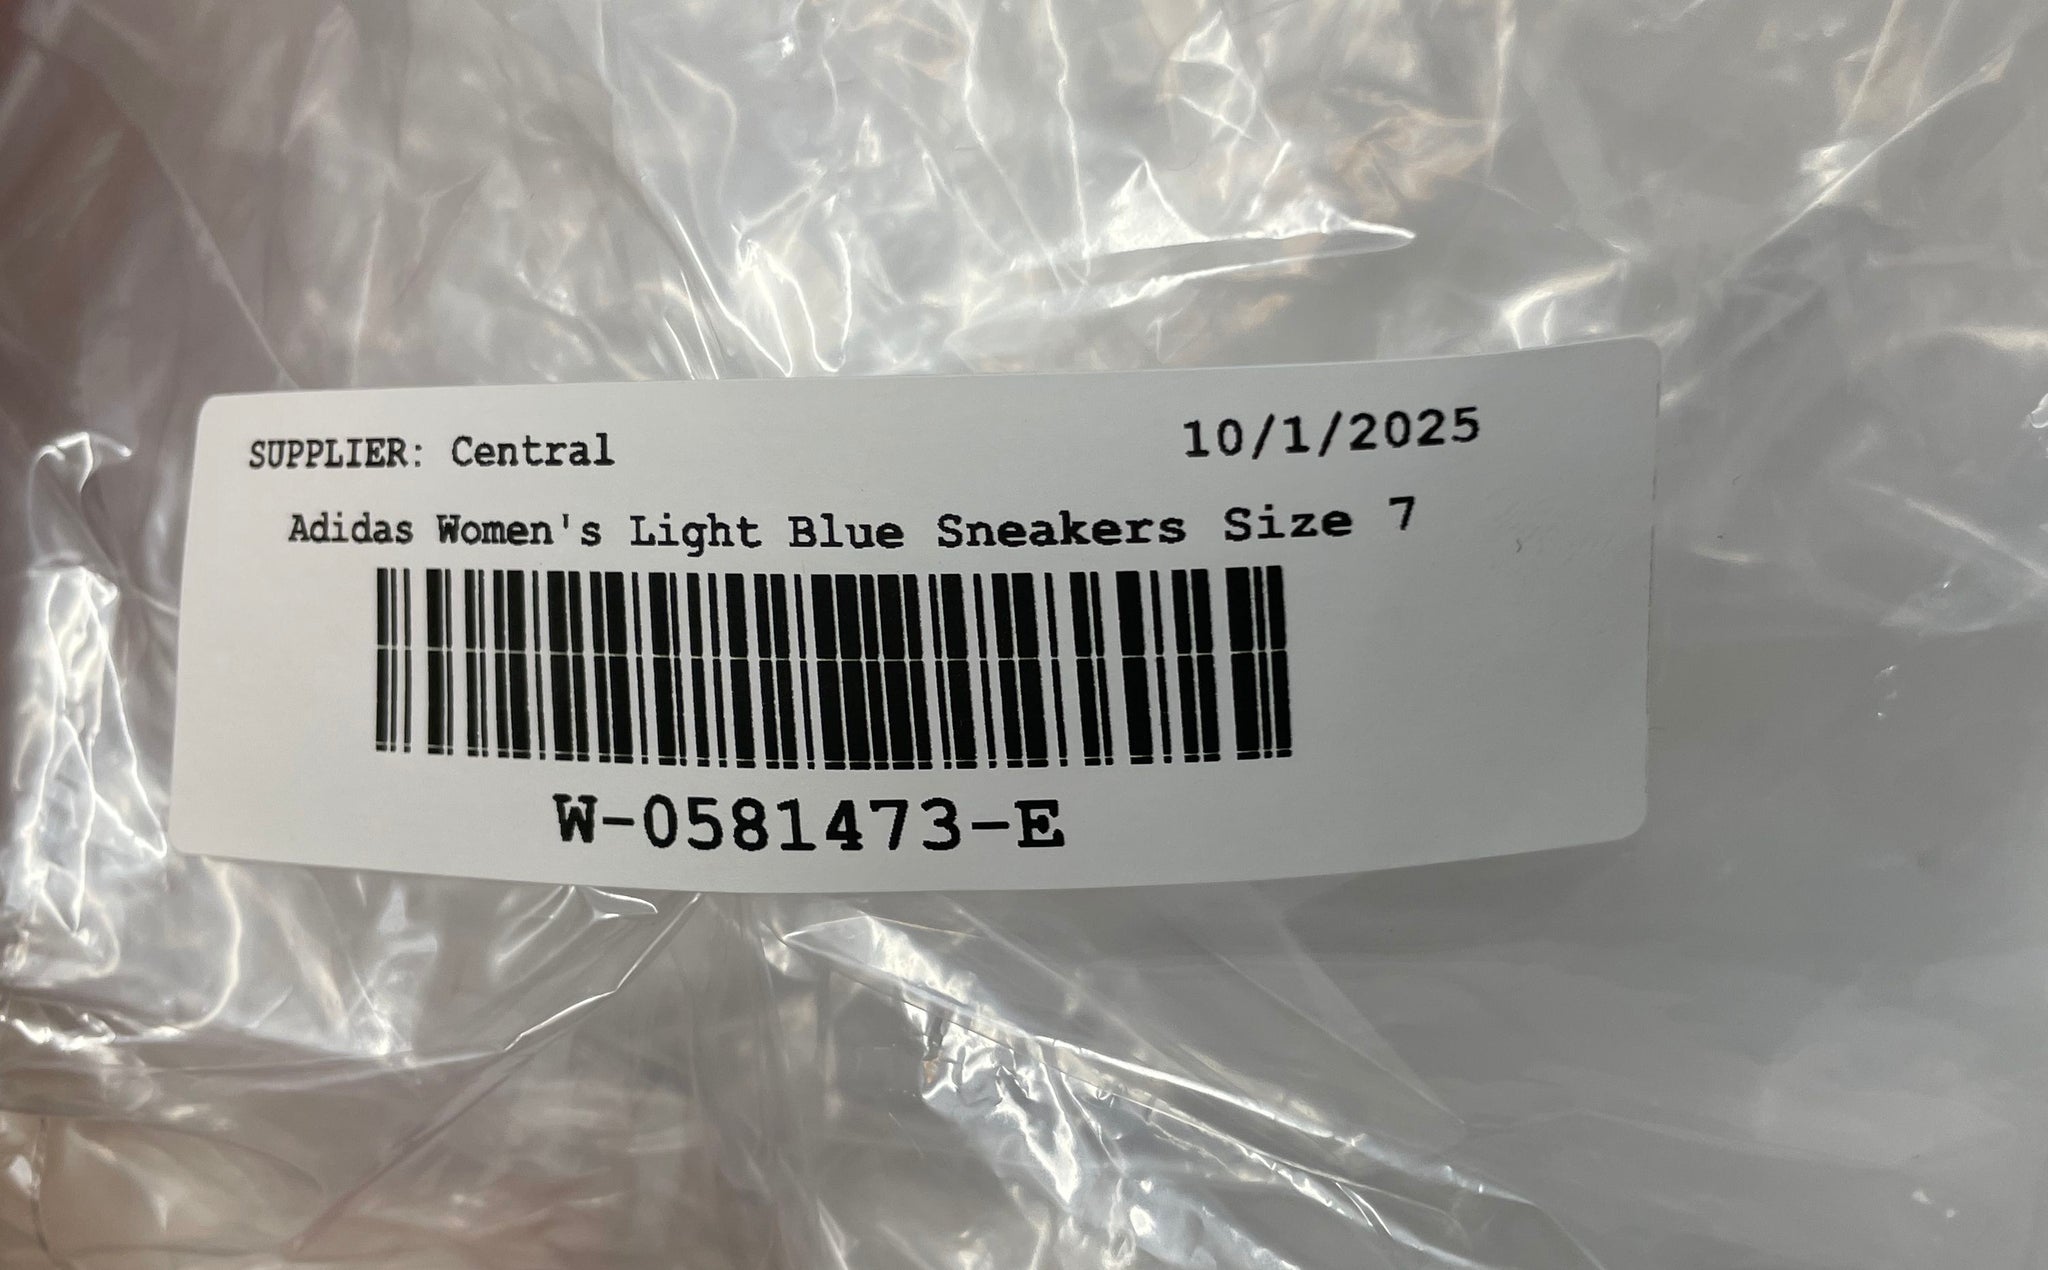 SUPPLIER: Central 10/1/2025
Adidas Women's Light Blue Sneakers Size 7
W-0581473-E